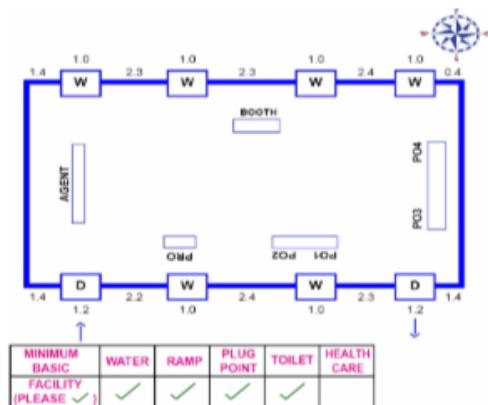 N
W E
S
1.0 1.0 1.0 1.0
1.4 W 2.3 W 2.3 W 2.4 W 0.4
BOOTH
AGENT
PO4
PO3
PRO
PO2 PO1
D W W D
1.4 1.2 2.2 1.0 2.4 1.0 2.3 1.2 1.4
MINIMUM BASIC FACILITY (PLEASE ✓) WATER RAMP PLUG POINT TOILET HEALTH CARE
✓ ✓ ✓ ✓